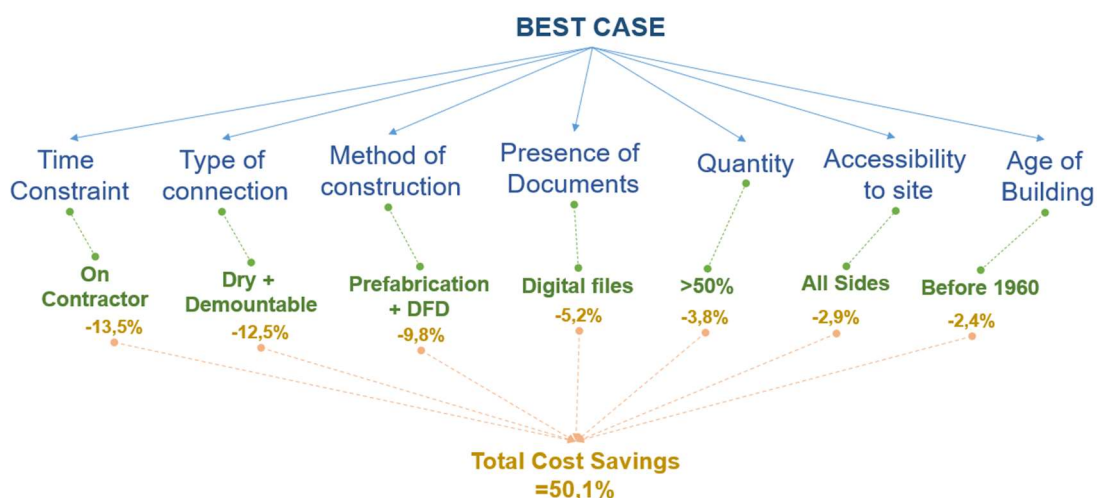 BEST CASE
Time
Constraint
Type of
connection
Method of
construction
Presence of
Documents
Quantity
Accessibility
to site
Age of
Building
On
Contractor
-13,5%
Dry +
Demountable
-12,5%
Prefabrication
+ DFD
-9,8%
Digital files
-5,2%
>50%
-3,8%
All Sides
-2,9%
Before 1960
-2,4%
Total Cost Savings
=50,1%